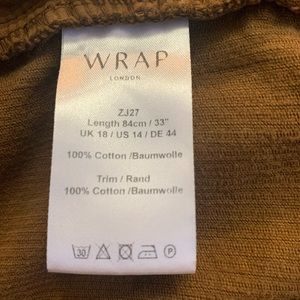 WRAP
LONDON
ZJ27
Length 84cm / 33"
UK 18 / US 14 / DE 44
100% Cotton /Baumwolle
Trim / Rand
100% Cotton /Baumwolle
30 P